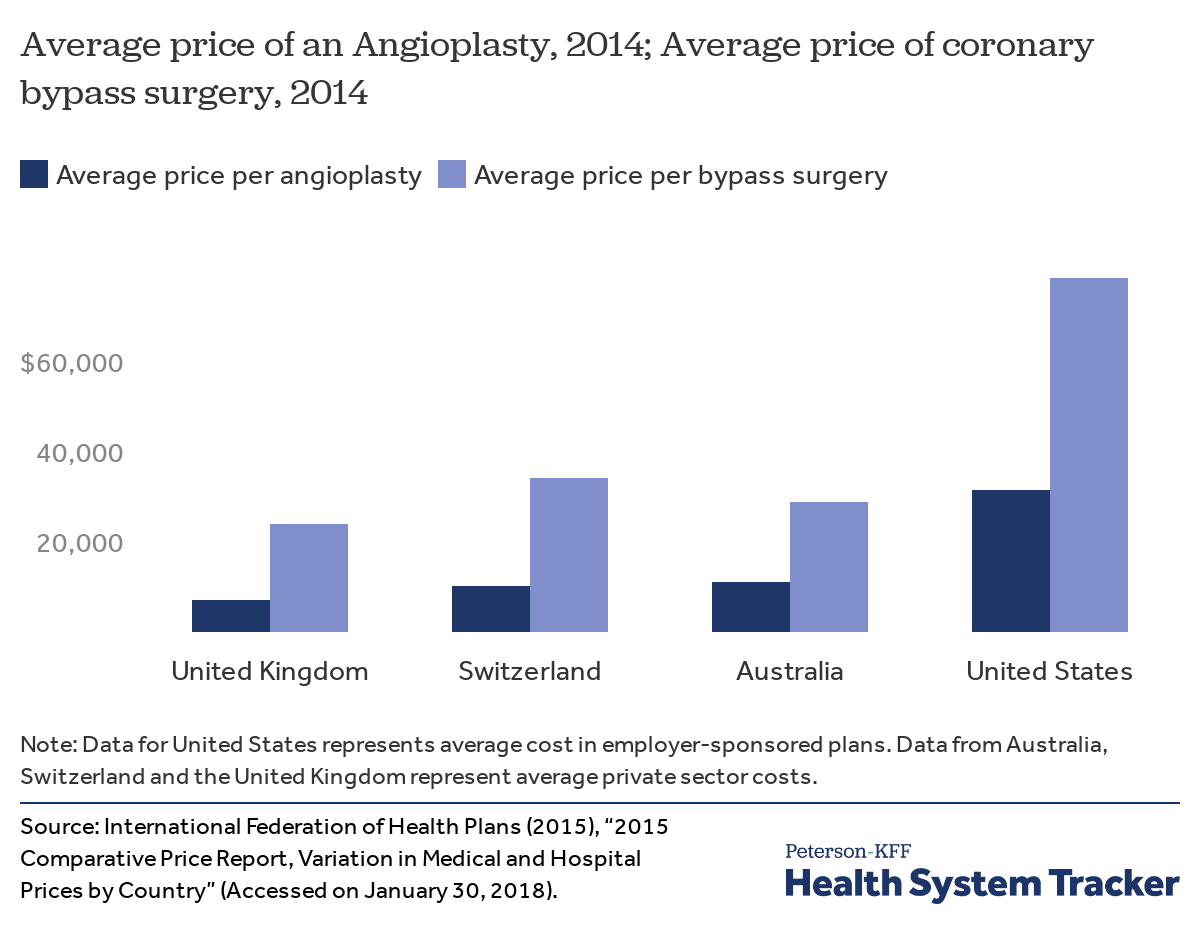 Average price of an Angioplasty, 2014; Average price of coronary
bypass surgery, 2014
Average price per angioplasty
Average price per bypass surgery
$60,000
40,000
20,000
United Kingdom
Switzerland
Australia
United States
Note: Data for United States represents average cost in employer-sponsored plans. Data from Australia,
Switzerland and the United Kingdom represent average private sector costs.
Source: International Federation of Health Plans (2015), “2015
Comparative Price Report, Variation in Medical and Hospital
Prices by Country” (Accessed on January 30, 2018).
Peterson-KFF
Health System Tracker